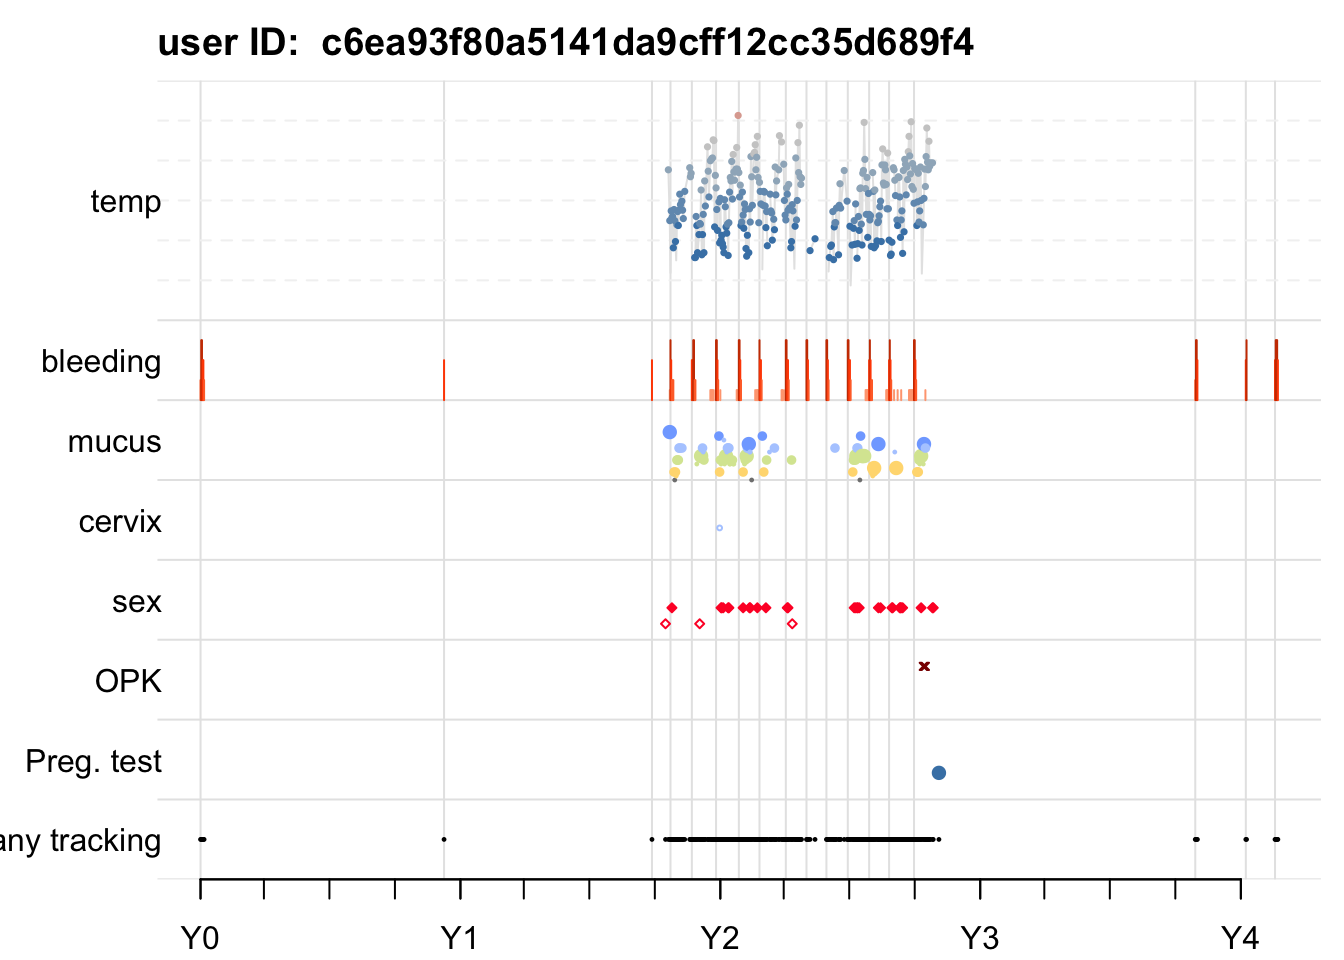 user ID:  c6ea93f80a5141da9cff12cc35d689f4
temp
bleeding
mucus
cervix
sex
OPK
Preg. test
any tracking
Y0 Y1 Y2 Y3 Y4